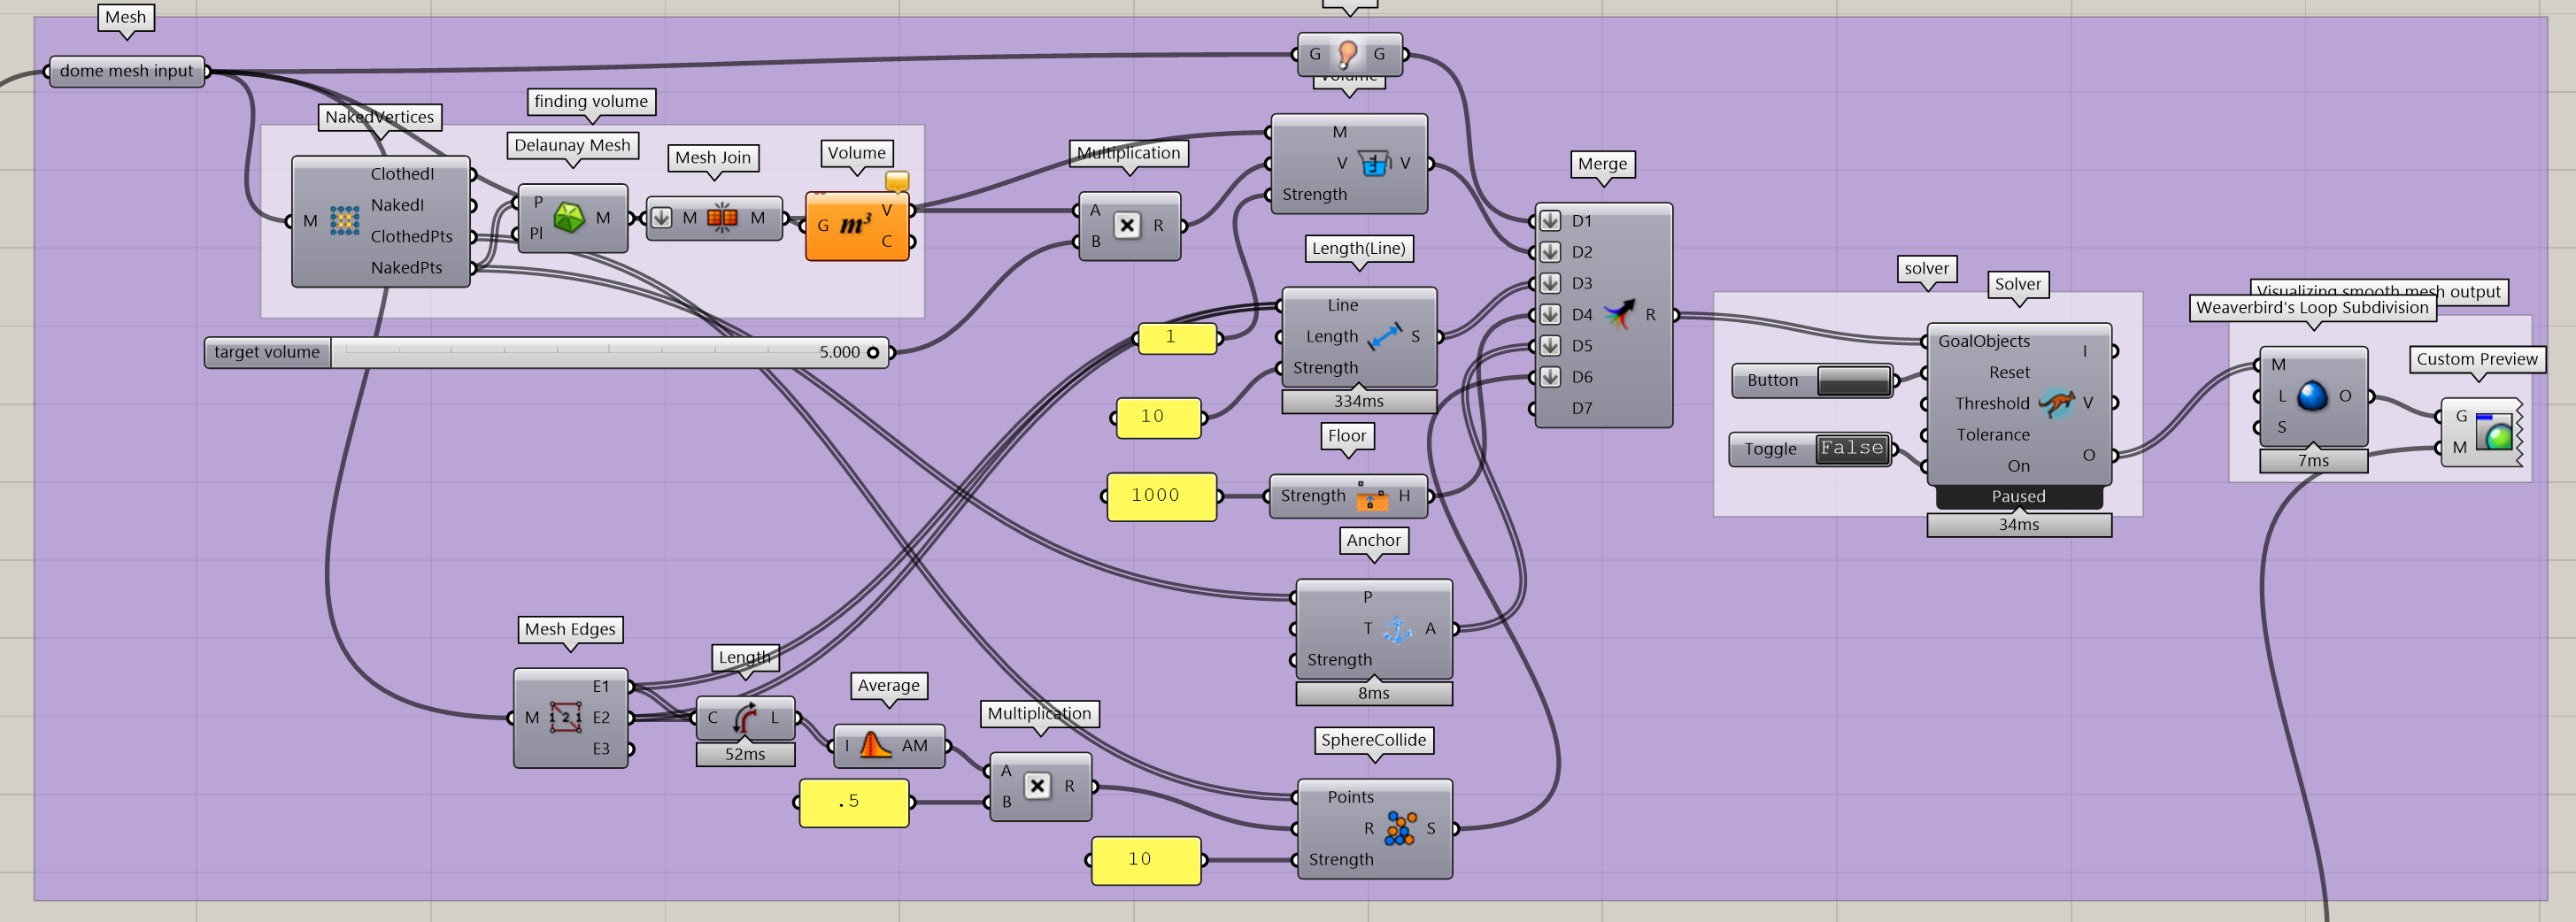 Mesh
dome mesh input
G
G
Volume
finding volume
NakedVertices
Delaunay Mesh
Mesh Join
Volume
Multiplication
M
ClothedI
NakedI
ClothedPts
NakedPts
P
Pl
M
M
M
G
m³
V
C
A
B
R
M
V
Strength
V
Merge
D1
D2
D3
D4
D5
D6
D7
R
target volume
5.000
1
Length(Line)
Line
Length
Strength
S
334ms
10
Floor
1000
Strength
H
Anchor
P
T
Strength
A
8ms
solver
Solver
Button
Toggle
False
GoalObjects
Reset
Threshold
Tolerance
On
I
V
O
Paused
34ms
Visualizing smooth mesh output
Weaverbird's Loop Subdivision
M
L
S
O
7ms
Custom Preview
G
M
Mesh Edges
M
1 2 1
E1
E2
E3
Length
C
L
52ms
Average
I
AM
.5
Multiplication
A
B
R
SphereCollide
Points
R
Strength
S
10